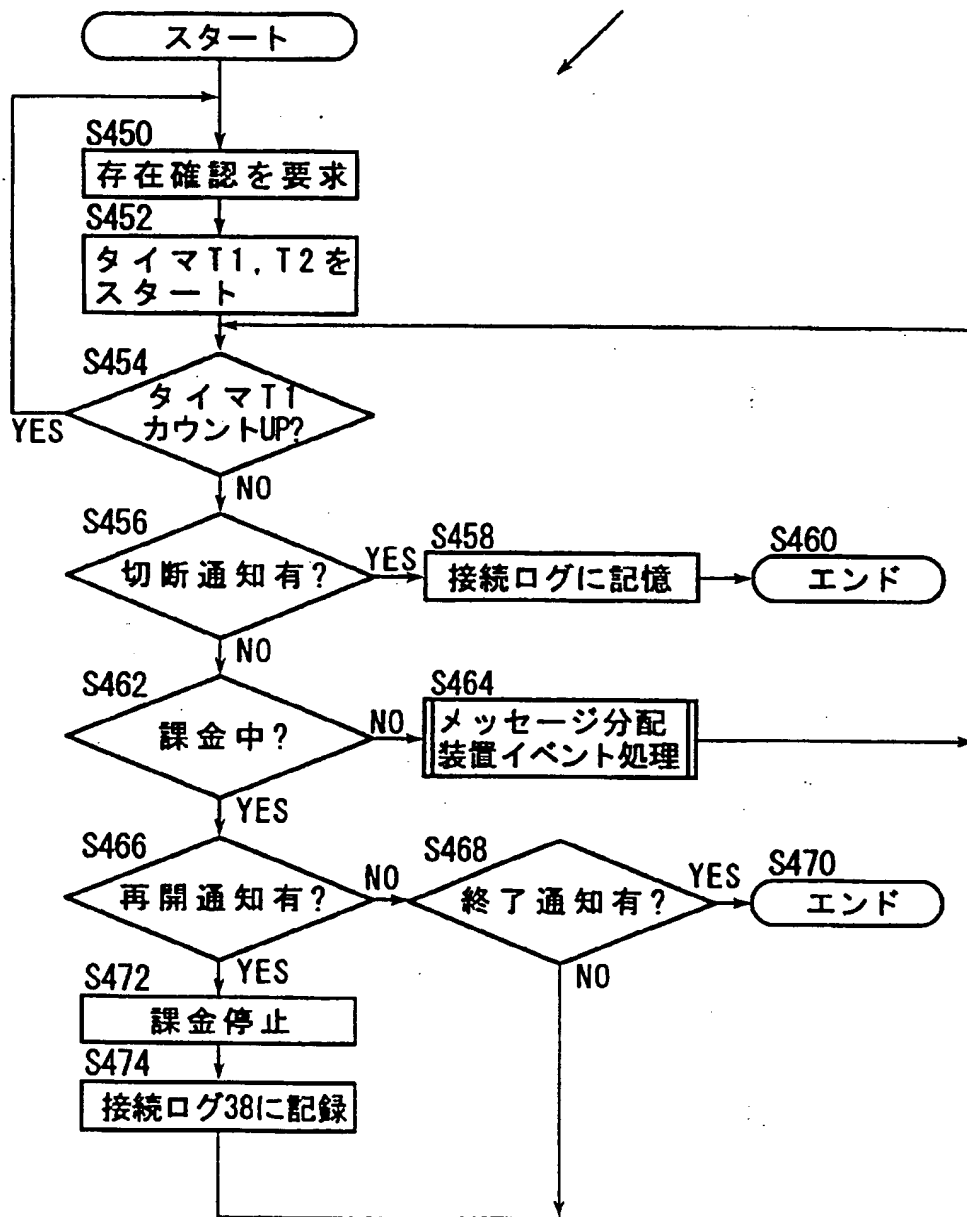 スタート
S450
存在確認を要求
S452
タイマT1,T2を
スタート
S454
タイマT1
カウントUP?
YES
NO
S456
切断通知有?
YES
S458
接続ログに記憶
S460
エンド
NO
S462
課金中?
NO
S464
メッセージ分配
装置イベント処理
YES
S466
再開通知有?
NO
S468
終了通知有?
YES
S470
エンド
YES
NO
S472
課金停止
S474
接続ログ38に記録